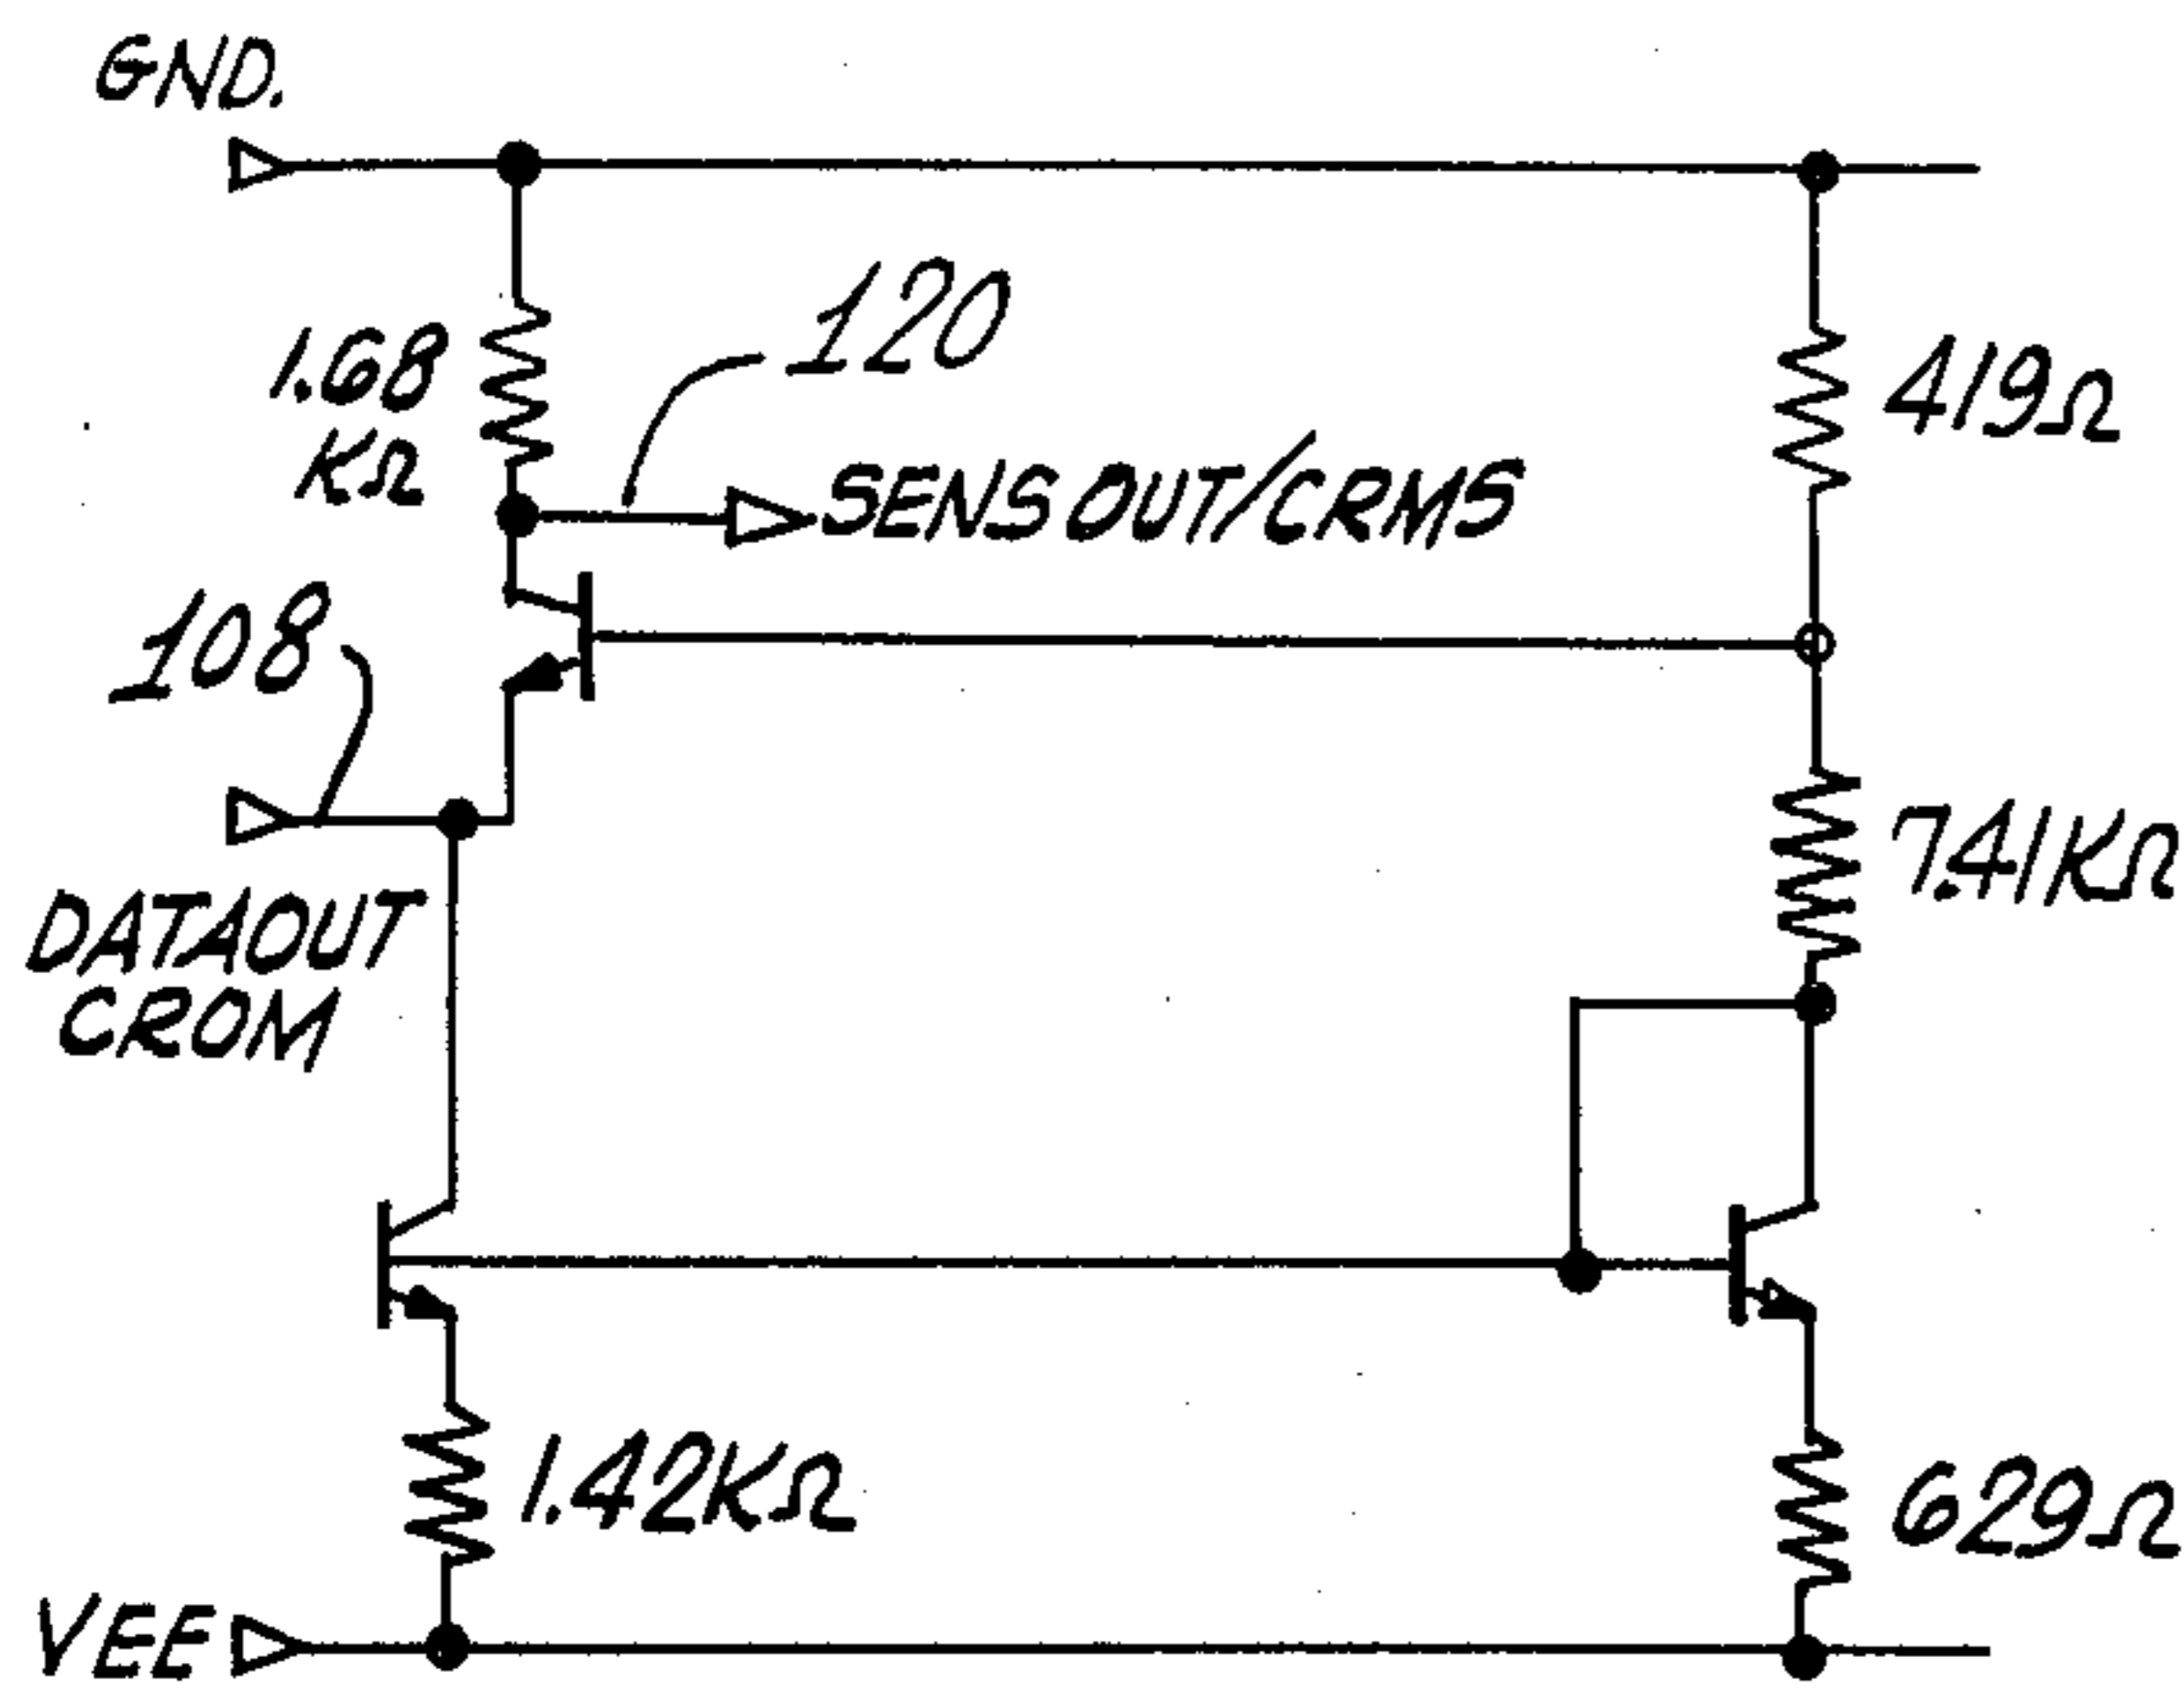 GND.
120
1.68
KΩ
419Ω
SENS OUT/CRMS
108
7.41KΩ
DATAOUT
CROM
1.42KΩ
629Ω
VEE